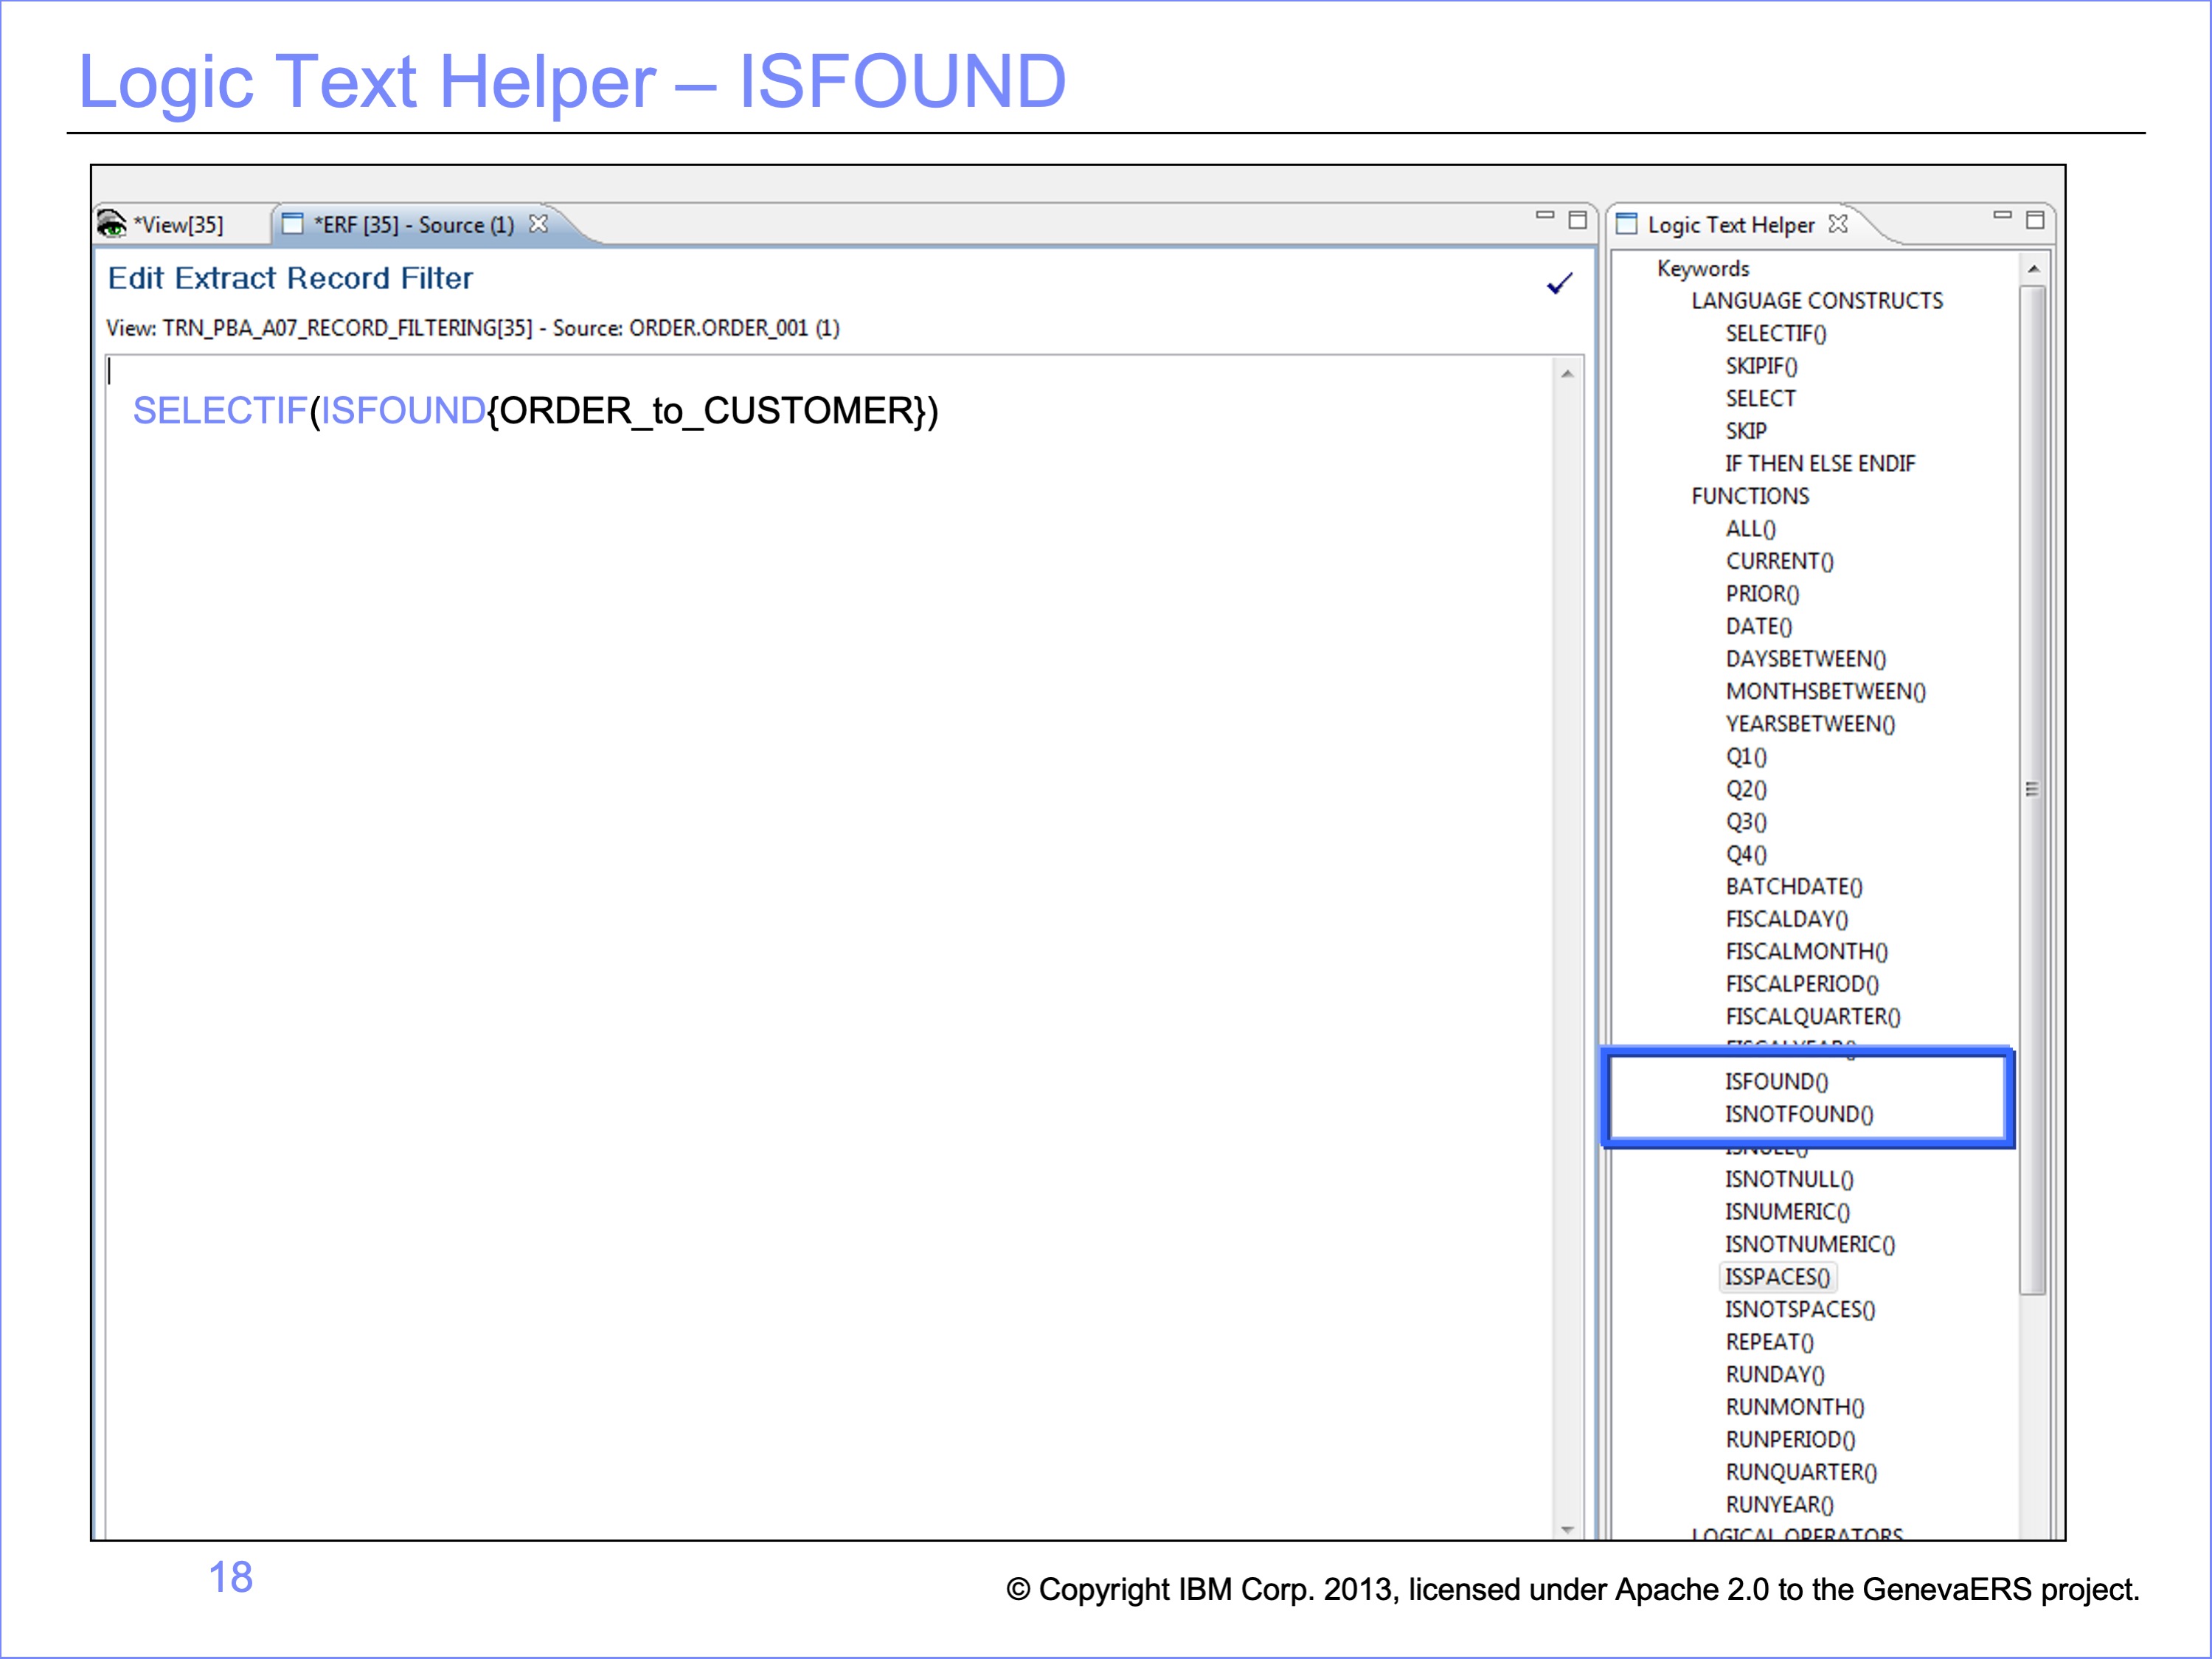 Logic Text Helper – ISFOUND
*View[35]
*ERF [35] - Source (1)
Edit Extract Record Filter
View: TRN_PBA_A07_RECORD_FILTERING[35] - Source: ORDER.ORDER_001 (1)
SELECTIF(ISFOUND{ORDER_to_CUSTOMER})
Logic Text Helper
Keywords
LANGUAGE CONSTRUCTS
SELECTIF()
SKIPIF()
SELECT
SKIP
IF THEN ELSE ENDIF
FUNCTIONS
ALL()
CURRENT()
PRIOR()
DATE()
DAYSBETWEEN()
MONTHSBETWEEN()
YEARSBETWEEN()
Q1()
Q2()
Q3()
Q4()
BATCHDATE()
FISCALDAY()
FISCALMONTH()
FISCALPERIOD()
FISCALQUARTER()
FISCALYEAR()
ISFOUND()
ISNOTFOUND()
ISNULL()
ISNOTNULL()
ISNUMERIC()
ISNOTNUMERIC()
ISSPACES()
ISNOTSPACES()
REPEAT()
RUNDAY()
RUNMONTH()
RUNPERIOD()
RUNQUARTER()
RUNYEAR()
LOGICAL OPERATORS
18
© Copyright IBM Corp. 2013, licensed under Apache 2.0 to the GenevaERS project.